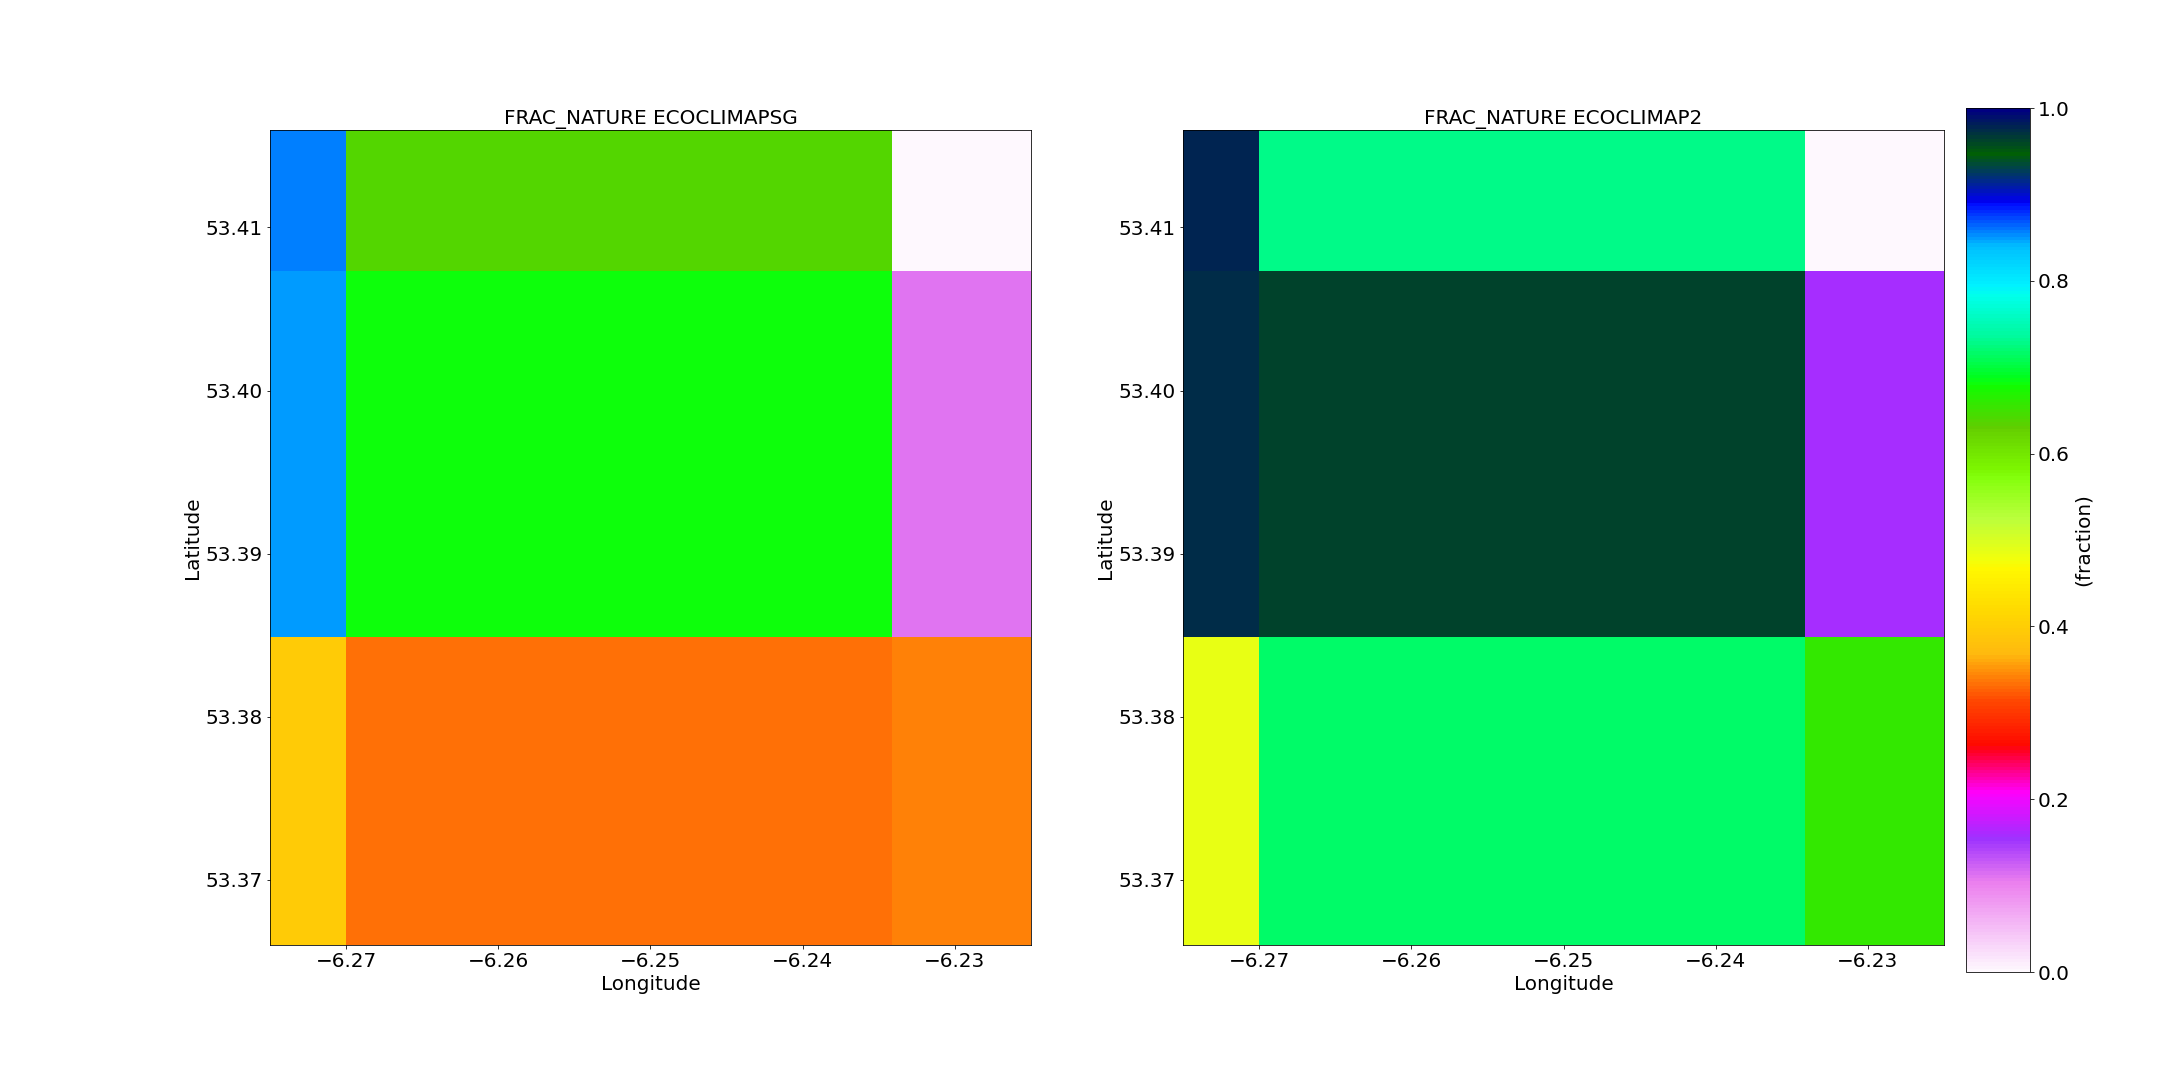 FRAC_NATURE ECOCLIMAPSG
53.41
53.40
53.39
53.38
53.37
Latitude
−6.27 −6.26 −6.25 −6.24 −6.23
Longitude
FRAC_NATURE ECOCLIMAP2
53.41
53.40
53.39
53.38
53.37
Latitude
−6.27 −6.26 −6.25 −6.24 −6.23
Longitude
1.0
0.8
0.6
0.4
0.2
0.0
(fraction)